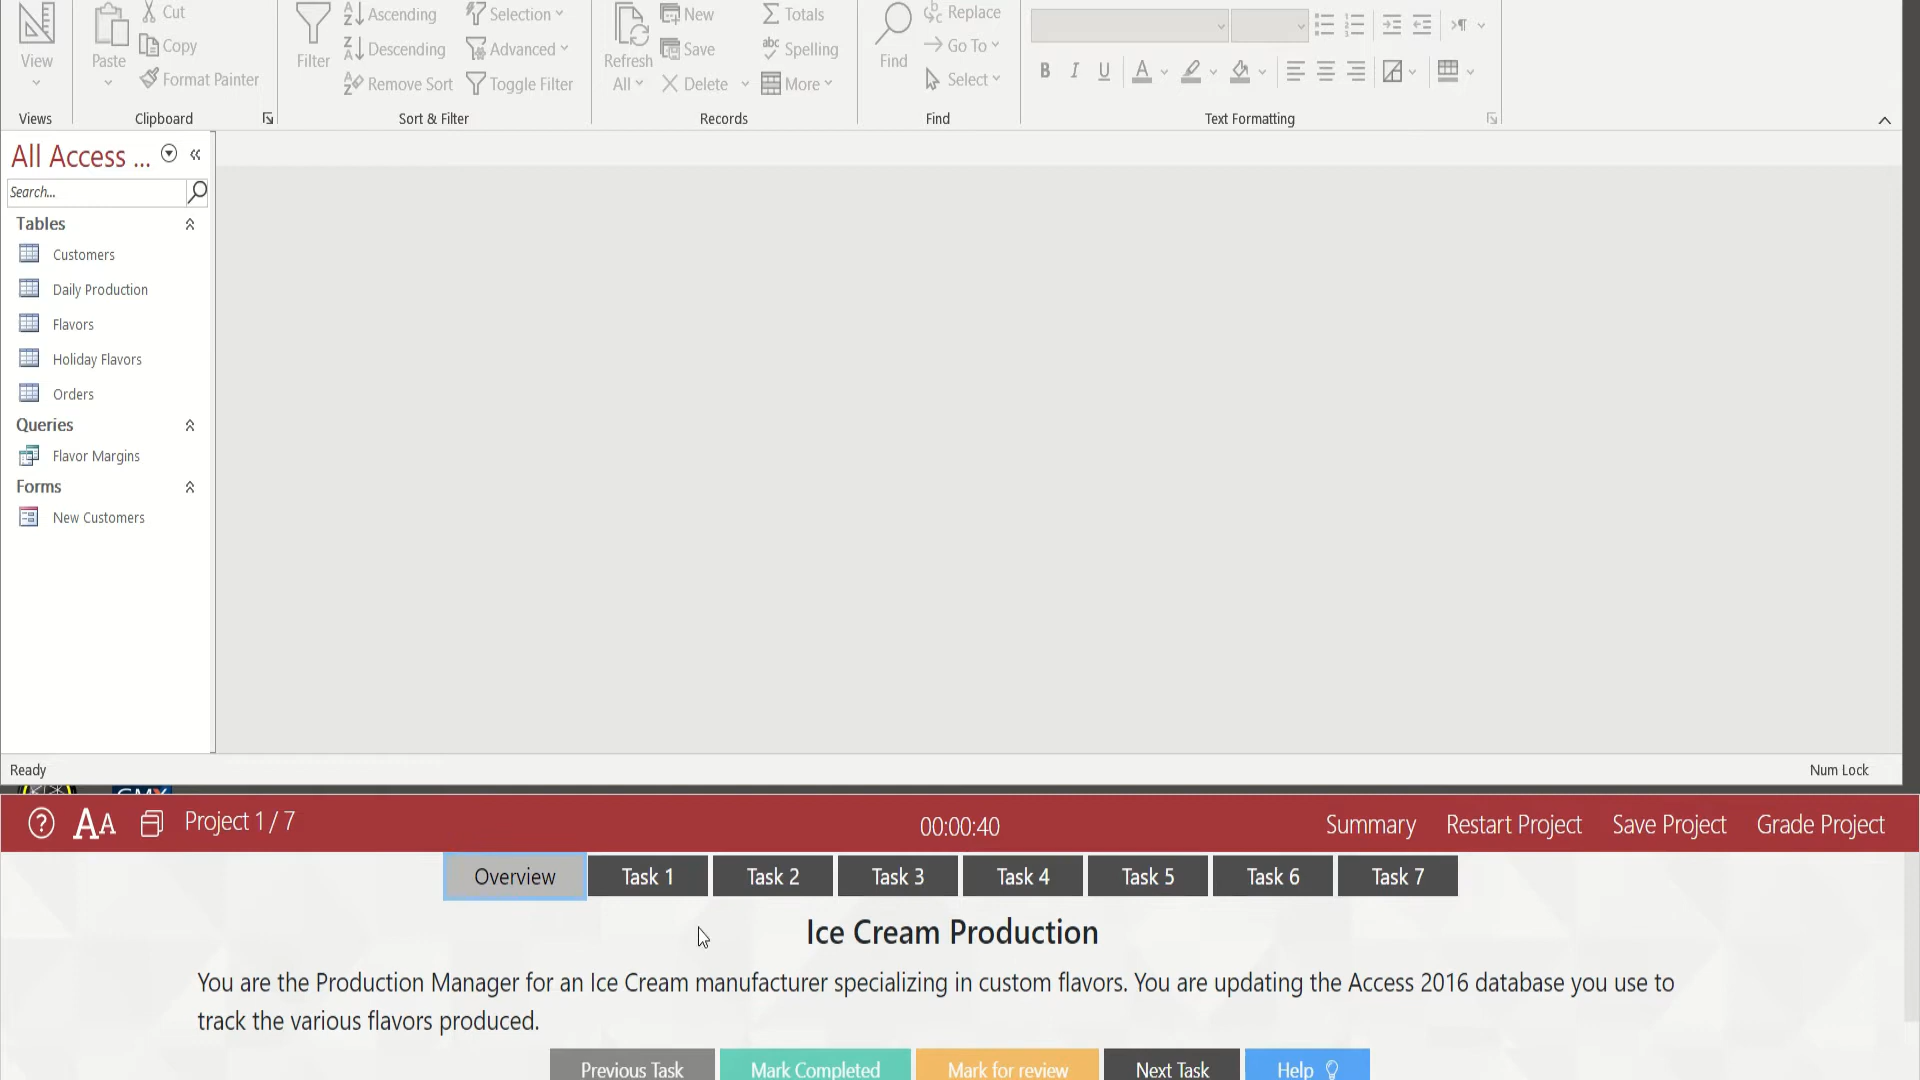 View
Views
Paste
Cut
Copy
Format Painter
Clipboard
Filter
Ascending
Descending
Remove Sort
Selection
Advanced
Toggle Filter
Sort & Filter
Refresh
All
New
Save
Delete
Totals
Spelling
More
Records
Find
Replace
Go To
Select
Find
B I U A
Text Formatting
All Access ...
Search...
Tables
Customers
Daily Production
Flavors
Holiday Flavors
Orders
Queries
Flavor Margins
Forms
New Customers
Ready
Num Lock
Project 1 / 7
00:00:40
Summary
Restart Project
Save Project
Grade Project
Overview
Task 1
Task 2
Task 3
Task 4
Task 5
Task 6
Task 7
Ice Cream Production
You are the Production Manager for an Ice Cream manufacturer specializing in custom flavors. You are updating the Access 2016 database you use to
track the various flavors produced.
Previous Task
Mark Completed
Mark for review
Next Task
Help